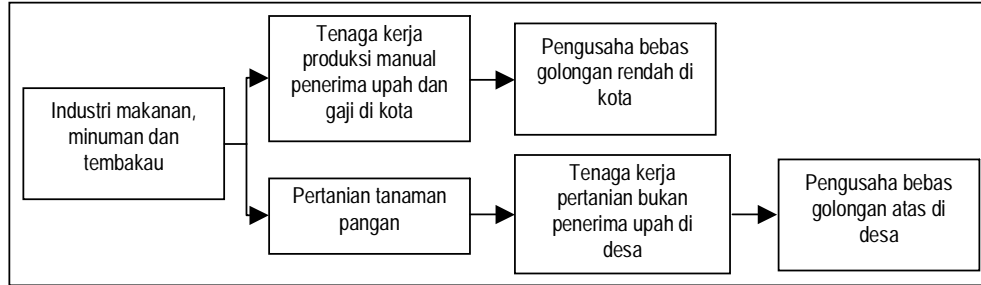 Industri makanan,
minuman dan
tembakau
Tenaga kerja
produksi manual
penerima upah dan
gaji di kota
Pengusaha bebas
golongan rendah di
kota
Pertanian tanaman
pangan
Tenaga kerja
pertanian bukan
penerima upah di
desa
Pengusaha bebas
golongan atas di
desa